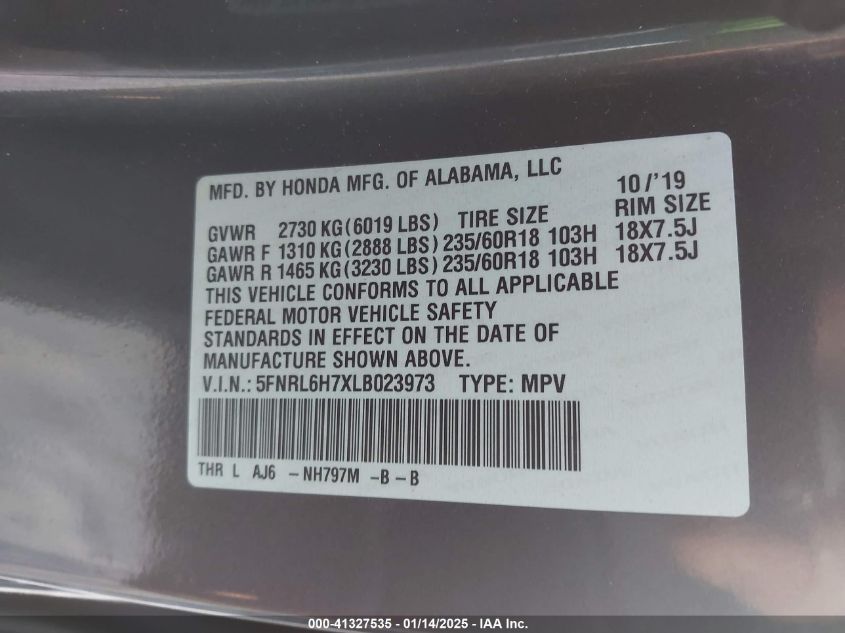 MFD. BY HONDA MFG. OF ALABAMA, LLC 10/'19
GVWR 2730 KG(6019 LBS) TIRE SIZE RIM SIZE
GAWR F 1310 KG(2888 LBS) 235/60R18 103H 18X7.5J
GAWR R 1465 KG(3230 LBS) 235/60R18 103H 18X7.5J
THIS VEHICLE CONFORMS TO ALL APPLICABLE
FEDERAL MOTOR VEHICLE SAFETY
STANDARDS IN EFFECT ON THE DATE OF
MANUFACTURE SHOWN ABOVE.
V.I.N.: 5FNRL6H7XLB023973 TYPE: MPV
THR L AJ6 -NH797M -B-B
000-41327535 - 01/14/2025 - IAA Inc.